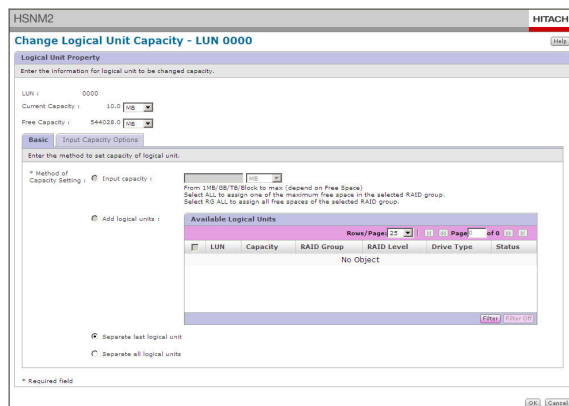 HSNM2
HITACHI
Change Logical Unit Capacity - LUN 0000
Help
Logical Unit Property
Enter the information for logical unit to be changed capacity.
LUN : 0000
Current Capacity : 10.0 MB
Free Capacity : 544028.0 MB
Basic Input Capacity Options
Enter the method to set capacity of logical unit.
* Method of Capacity Setting :
Input capacity : MB
From 1MB/GB/TB/Block to max (depend on Free Space)
Select ALL to assign one of the maximum free space in the selected RAID group.
Select RG ALL to assign all free spaces of the selected RAID group.
Add logical units :
Available Logical Units
Rows/Page: 25 Page 0 of 0
LUN Capacity RAID Group RAID Level Drive Type Status
No Object
Filter Filter Off
Separate last logical unit
Separate all logical units
* Required field
OK Cancel